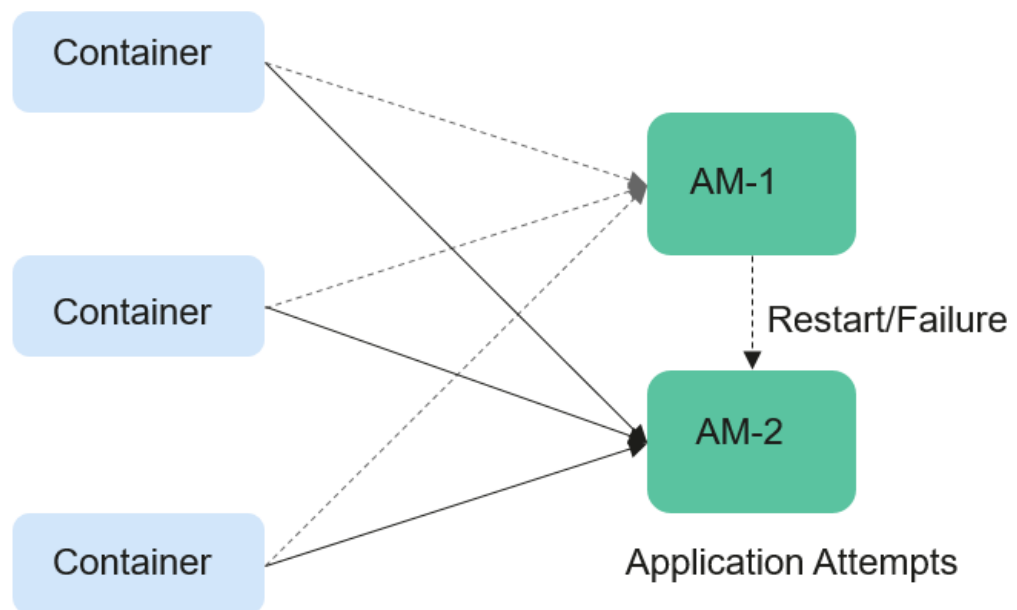 Container
AM-1
Container
Restart/Failure
AM-2
Container
Application Attempts